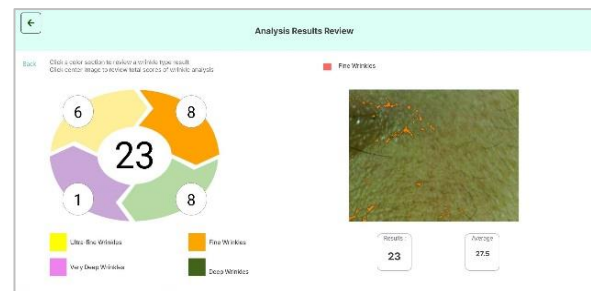 Analysis Results Review
Back
Click a color section to review a wrinkle type result
Click center image to review total scores of wrinkle analysis
Fine Wrinkles
6
8
23
1
8
Ultra-fine Wrinkles
Fine Wrinkles
Very Deep Wrinkles
Deep Wrinkles
Results
23
Average
27.5